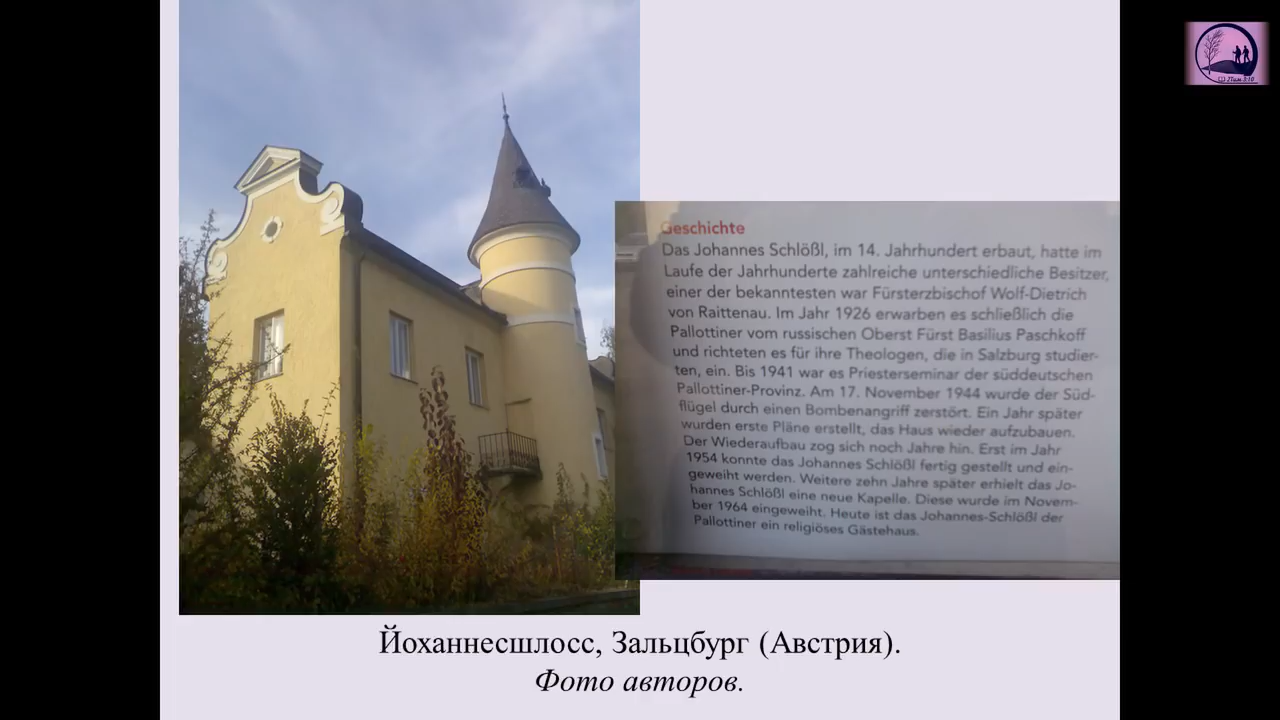 Geschichte
Das Johannes Schlößl, im 14. Jahrhundert erbaut, hatte im
Laufe der Jahrhunderte zahlreiche unterschiedliche Besitzer,
einer der bekanntesten war Fürsterzbischof Wolf-Dietrich
von Raittenau. Im Jahr 1926 erwarben es schließlich die
Pallottiner vom russischen Oberst Fürst Basilius Paschkoff
und richteten es für ihre Theologen, die in Salzburg studier-
ten, ein. Bis 1941 war es Priesterseminar der süddeutschen
Pallottiner-Provinz. Am 17. November 1944 wurde der Süd-
flügel durch einen Bombenangriff zerstört. Ein Jahr später
wurden erste Pläne erstellt, das Haus wieder aufzubauen.
Der Wiederaufbau zog sich noch Jahre hin. Erst im Jahr
1954 konnte das Johannes Schlößl fertig gestellt und ein-
geweiht werden. Weitere zehn Jahre später erhielt das Jo-
hannes Schlößl eine neue Kapelle. Diese wurde im Novem-
ber 1964 eingeweiht. Heute ist das Johannes-Schlößl der
Pallottiner ein religiöses Gästehaus.
Йоханнесшлосс, Зальцбург (Австрия).
Фото авторов.